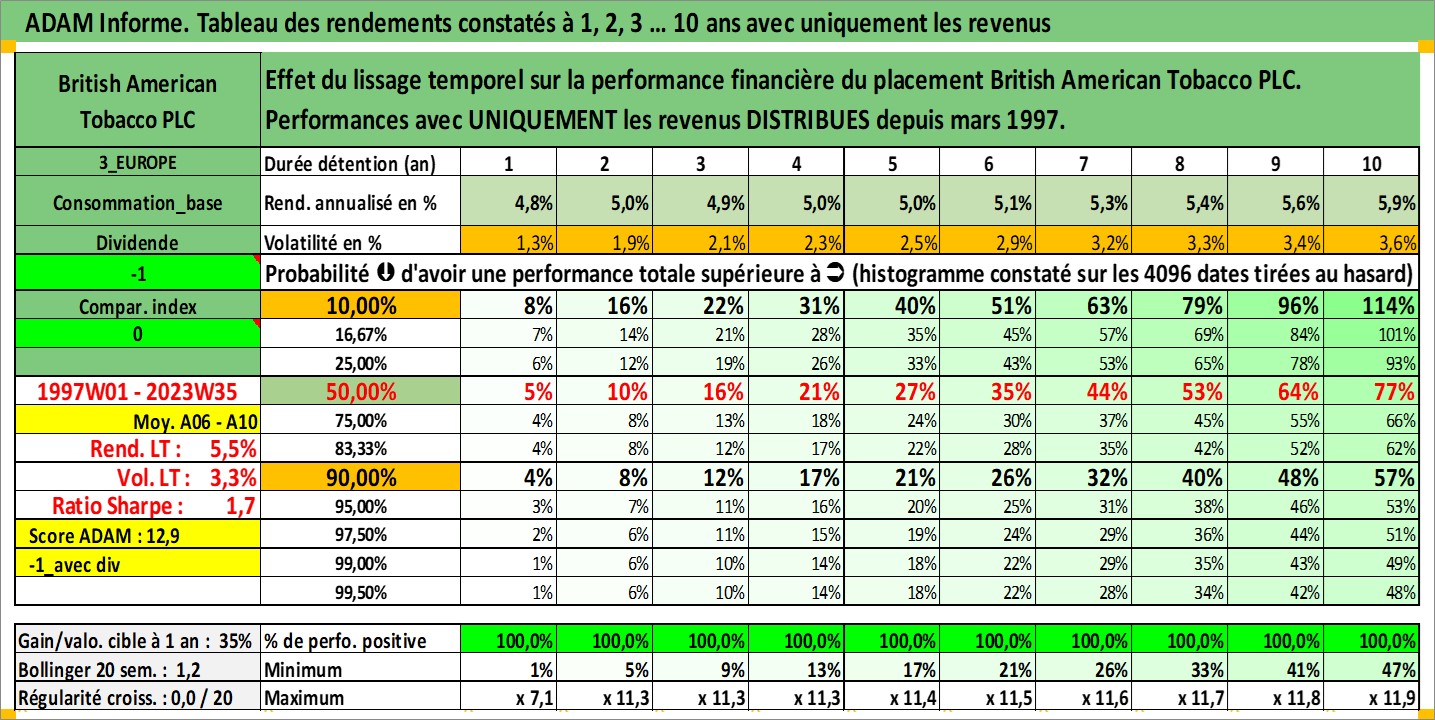 ADAM Informe. Tableau des rendements constatés à 1, 2, 3 ... 10 ans avec uniquement les revenus
British American Tobacco PLC
Effet du lissage temporel sur la performance financière du placement British American Tobacco PLC.
Performances avec UNIQUEMENT les revenus DISTRIBUES depuis mars 1997.
3_EUROPE Durée détention (an) 1 2 3 4 5 6 7 8 9 10
Consommation_base Rend. annualisé en % 4,8% 5,0% 4,9% 5,0% 5,0% 5,1% 5,3% 5,4% 5,6% 5,9%
Dividende Volatilité en % 1,3% 1,9% 2,1% 2,3% 2,5% 2,9% 3,2% 3,3% 3,4% 3,6%
-1 Probabilité d'avoir une performance totale supérieure à (histogramme constaté sur les 4096 dates tirées au hasard)
Compar. index 10,00% 8% 16% 22% 31% 40% 51% 63% 79% 96% 114%
0 16,67% 7% 14% 21% 28% 35% 45% 57% 69% 84% 101%
25,00% 6% 12% 19% 26% 33% 43% 53% 65% 78% 93%
1997W01 - 2023W35 50,00% 5% 10% 16% 21% 27% 35% 44% 53% 64% 77%
Moy. A06 - A10 75,00% 4% 8% 13% 18% 24% 30% 37% 45% 55% 66%
Rend. LT : 5,5% 83,33% 4% 8% 12% 17% 22% 28% 35% 42% 52% 62%
Vol. LT : 3,3% 90,00% 4% 8% 12% 17% 21% 26% 32% 40% 48% 57%
Ratio Sharpe : 1,7 95,00% 3% 7% 11% 16% 20% 25% 31% 38% 46% 53%
Score ADAM : 12,9 97,50% 2% 6% 11% 15% 19% 24% 29% 36% 44% 51%
-1_avec div 99,00% 1% 6% 10% 14% 18% 22% 29% 35% 43% 49%
99,50% 1% 6% 10% 14% 18% 22% 28% 34% 42% 48%
Gain/valo. cible à 1 an : 35% % de perfo. positive 100,0% 100,0% 100,0% 100,0% 100,0% 100,0% 100,0% 100,0% 100,0% 100,0%
Bollinger 20 sem. : 1,2 Minimum 1% 5% 9% 13% 17% 21% 26% 33% 41% 47%
Régularité croiss. : 0,0 / 20 Maximum x 7,1 x 11,3 x 11,3 x 11,3 x 11,4 x 11,5 x 11,6 x 11,7 x 11,8 x 11,9